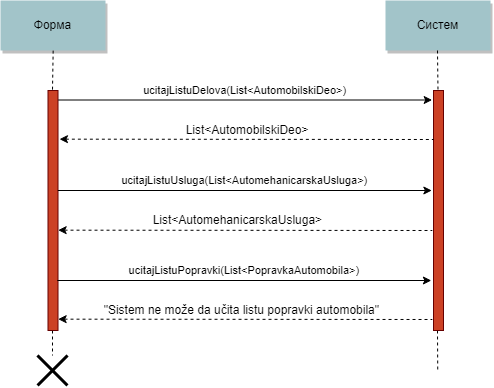 Форма
Систем
ucitajListuDelova(List<AutomobilskiDeo>)
List<AutomobilskiDeo>
ucitajListuUsluga(List<AutomehanicarskaUsluga>)
List<AutomehanicarskaUsluga>
ucitajListuPopravki(List<PopravkaAutomobila>)
"Sistem ne može da učita listu popravki automobila"